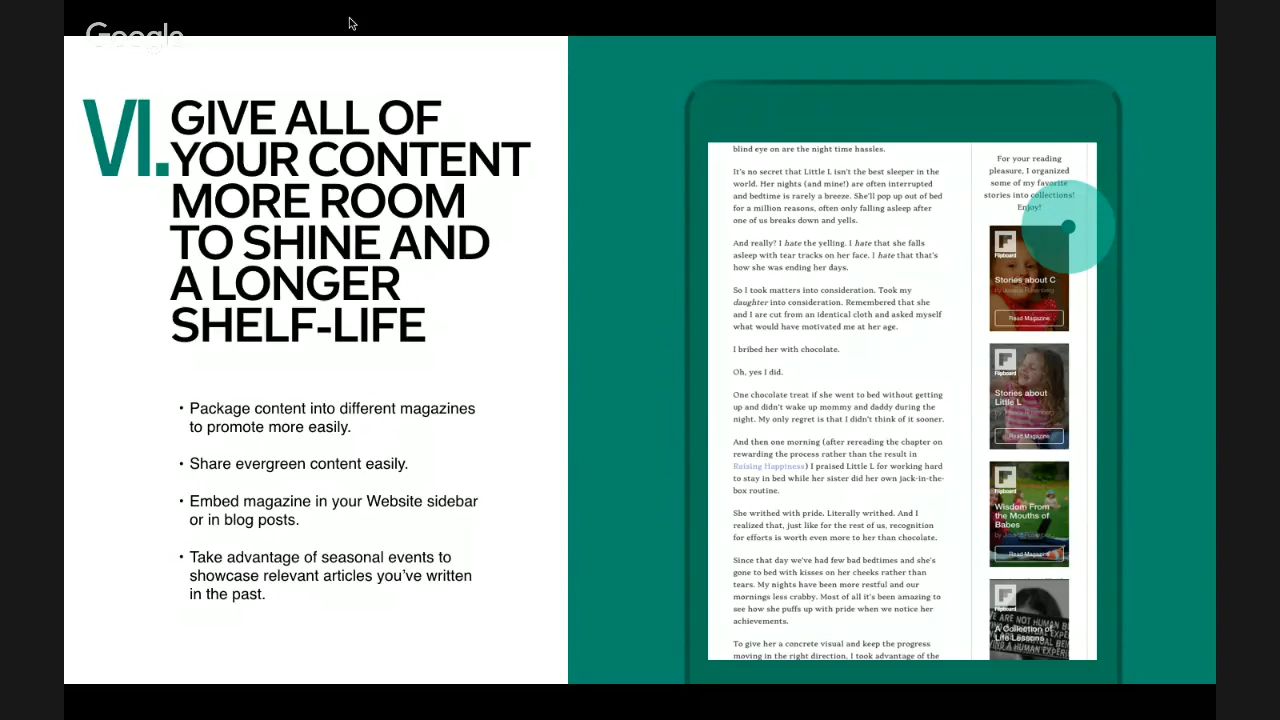 Google
VI.
GIVE ALL OF
YOUR CONTENT
MORE ROOM
TO SHINE AND
A LONGER
SHELF-LIFE
• Package content into different magazines
to promote more easily.
• Share evergreen content easily.
• Embed magazine in your Website sidebar
or in blog posts.
• Take advantage of seasonal events to
showcase relevant articles you’ve written
in the past.
blind eye on are the night time hassles.
It's no secret that Little L isn't the best sleeper in the
world. Her nights (and mine!) are often interrupted
and bedtime is rarely a breeze. She'll pop up out of bed
for a million reasons, often only falling asleep after
one of us breaks down and yells.
And really? I hate the yelling. I hate that she falls
asleep with tear tracks on her face. I hate that that's
how she was ending her days.
So I took matters into consideration. Took my
daughter into consideration. Remembered that she
and I are cut from an identical cloth and asked myself
what would have motivated me at her age.
I bribed her with chocolate.
Oh, yes I did.
One chocolate treat if she went to bed without getting
up and didn't wake up mommy and daddy during the
night. My only regret is that I didn't think of it sooner.
And then one morning (after rereading the chapter on
rewarding the process rather than the result in
Raising Happiness) I praised Little L for working hard
to stay in bed while her sister did her own jack-in-the-
box routine.
She writhed with pride. Literally writhed. And I
realized that, just like for the rest of us, recognition
for efforts is worth even more to her than chocolate.
Since that day we've had few bad bedtimes and she's
gone to bed with kisses on her cheeks rather than
tears. My nights have been more restful and our
mornings less crabby. Most of all it's been amazing to
see how she puffs up with pride when we notice her
achievements.
To give her a concrete visual and keep the progress
moving in the right direction, I took advantage of the
For your reading
pleasure, I organized
some of my favorite
stories into collections!
Enjoy!
Flipboard
Stories about C
Read Magazine
Flipboard
Stories about
Little L
Read Magazine
Flipboard
Wisdom From
the Mouths of
Babes
Read Magazine
Flipboard
A Collection of
Life Lessons